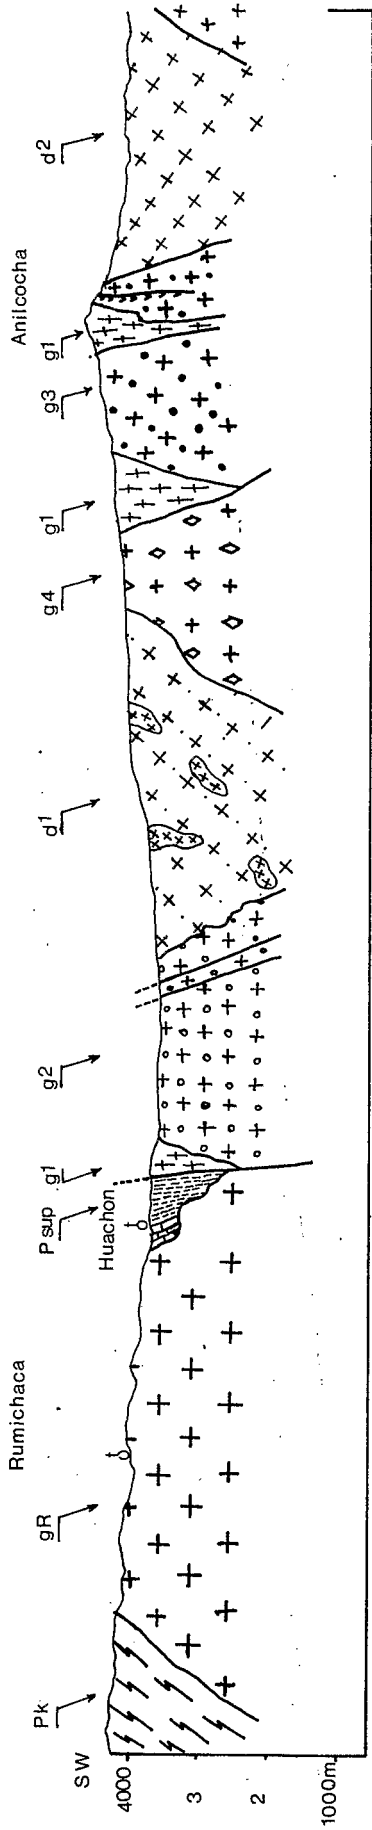 Rumichaca
Huachon
Anilcocha
Pk
gR
P sup
g1
g2
d1
g4
g1
g3
g1
d2
SW
4000
3
2
1000m